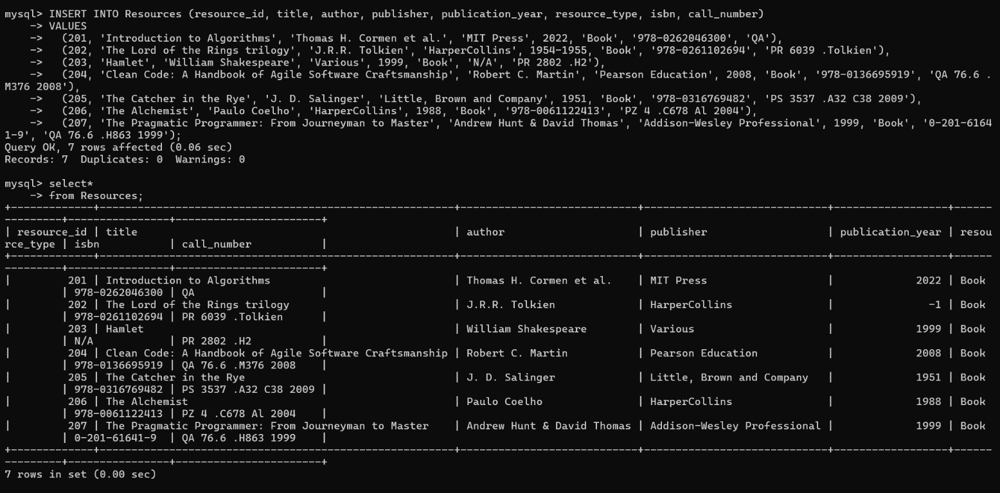 mysql> INSERT INTO Resources (resource_id, title, author, publisher, publication_year, resource_type, isbn, call_number)
    -> VALUES
    ->   (201, 'Introduction to Algorithms', 'Thomas H. Cormen et al.', 'MIT Press', 2022, 'Book', '978-0262046300', 'QA'),
    ->   (202, 'The Lord of the Rings trilogy', 'J.R.R. Tolkien', 'HarperCollins', 1954-1955, 'Book', '978-0261102694', 'PR 6039 .Tolkien'),
    ->   (203, 'Hamlet', 'William Shakespeare', 'Various', 1999, 'Book', 'N/A', 'PR 2802 .H2'),
    ->   (204, 'Clean Code: A Handbook of Agile Software Craftsmanship', 'Robert C. Martin', 'Pearson Education', 2008, 'Book', '978-0136695919', 'QA 76.6 .
M376 2008'),
    ->   (205, 'The Catcher in the Rye', 'J. D. Salinger', 'Little, Brown and Company', 1951, 'Book', '978-0316769482', 'PS 3537 .A32 C38 2009'),
    ->   (206, 'The Alchemist', 'Paulo Coelho', 'HarperCollins', 1988, 'Book', '978-0061122413', 'PZ 4 .C678 Al 2004'),
    ->   (207, 'The Pragmatic Programmer: From Journeyman to Master', 'Andrew Hunt & David Thomas', 'Addison-Wesley Professional', 1999, 'Book', '0-201-6164
1-9', 'QA 76.6 .H863 1999');
Query OK, 7 rows affected (0.06 sec)
Records: 7  Duplicates: 0  Warnings: 0

mysql> select*
    -> from Resources;
+-------------+--------------------------------------------------------+----------------------------+-----------------------------+------------------+------
---------+----------------+-----------------------+
| resource_id | title                                                  | author                     | publisher                   | publication_year | resou
rce_type | isbn           | call_number           |
+-------------+--------------------------------------------------------+----------------------------+-----------------------------+------------------+------
---------+----------------+-----------------------+
|         201 | Introduction to Algorithms                             | Thomas H. Cormen et al.    | MIT Press                   |             2022 | Book
         | 978-0262046300 | QA                    |
|         202 | The Lord of the Rings trilogy                          | J.R.R. Tolkien             | HarperCollins               |               -1 | Book
         | 978-0261102694 | PR 6039 .Tolkien      |
|         203 | Hamlet                                                 | William Shakespeare        | Various                     |             1999 | Book
         | N/A            | PR 2802 .H2           |
|         204 | Clean Code: A Handbook of Agile Software Craftsmanship | Robert C. Martin           | Pearson Education           |             2008 | Book
         | 978-0136695919 | QA 76.6 .M376 2008    |
|         205 | The Catcher in the Rye                                 | J. D. Salinger             | Little, Brown and Company   |             1951 | Book
         | 978-0316769482 | PS 3537 .A32 C38 2009 |
|         206 | The Alchemist                                          | Paulo Coelho               | HarperCollins               |             1988 | Book
         | 978-0061122413 | PZ 4 .C678 Al 2004    |
|         207 | The Pragmatic Programmer: From Journeyman to Master    | Andrew Hunt & David Thomas | Addison-Wesley Professional |             1999 | Book
         | 0-201-61641-9  | QA 76.6 .H863 1999    |
+-------------+--------------------------------------------------------+----------------------------+-----------------------------+------------------+------
---------+----------------+-----------------------+
7 rows in set (0.00 sec)